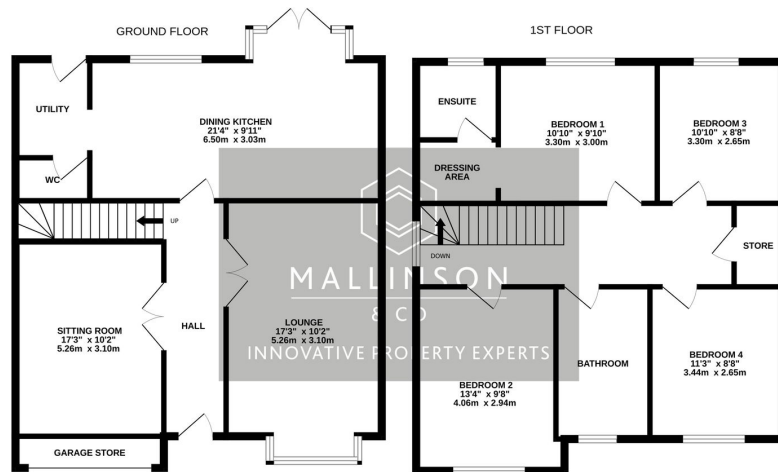 GROUND FLOOR
UTILITY
WC
DINING KITCHEN
21'4" x 9'11"
6.50m x 3.03m
UP
SITTING ROOM
17'3" x 10'2"
5.26m x 3.10m
HALL
LOUNGE
17'3" x 10'2"
5.26m x 3.10m
GARAGE STORE
1ST FLOOR
ENSUITE
DRESSING
AREA
BEDROOM 1
10'10" x 9'10"
3.30m x 3.00m
BEDROOM 3
10'10" x 8'8"
3.30m x 2.65m
DOWN
STORE
BEDROOM 2
13'4" x 9'8"
4.06m x 2.94m
BATHROOM
BEDROOM 4
11'3" x 8'8"
3.44m x 2.65m
MALLINSON
& CO
INNOVATIVE PROPERTY EXPERTS